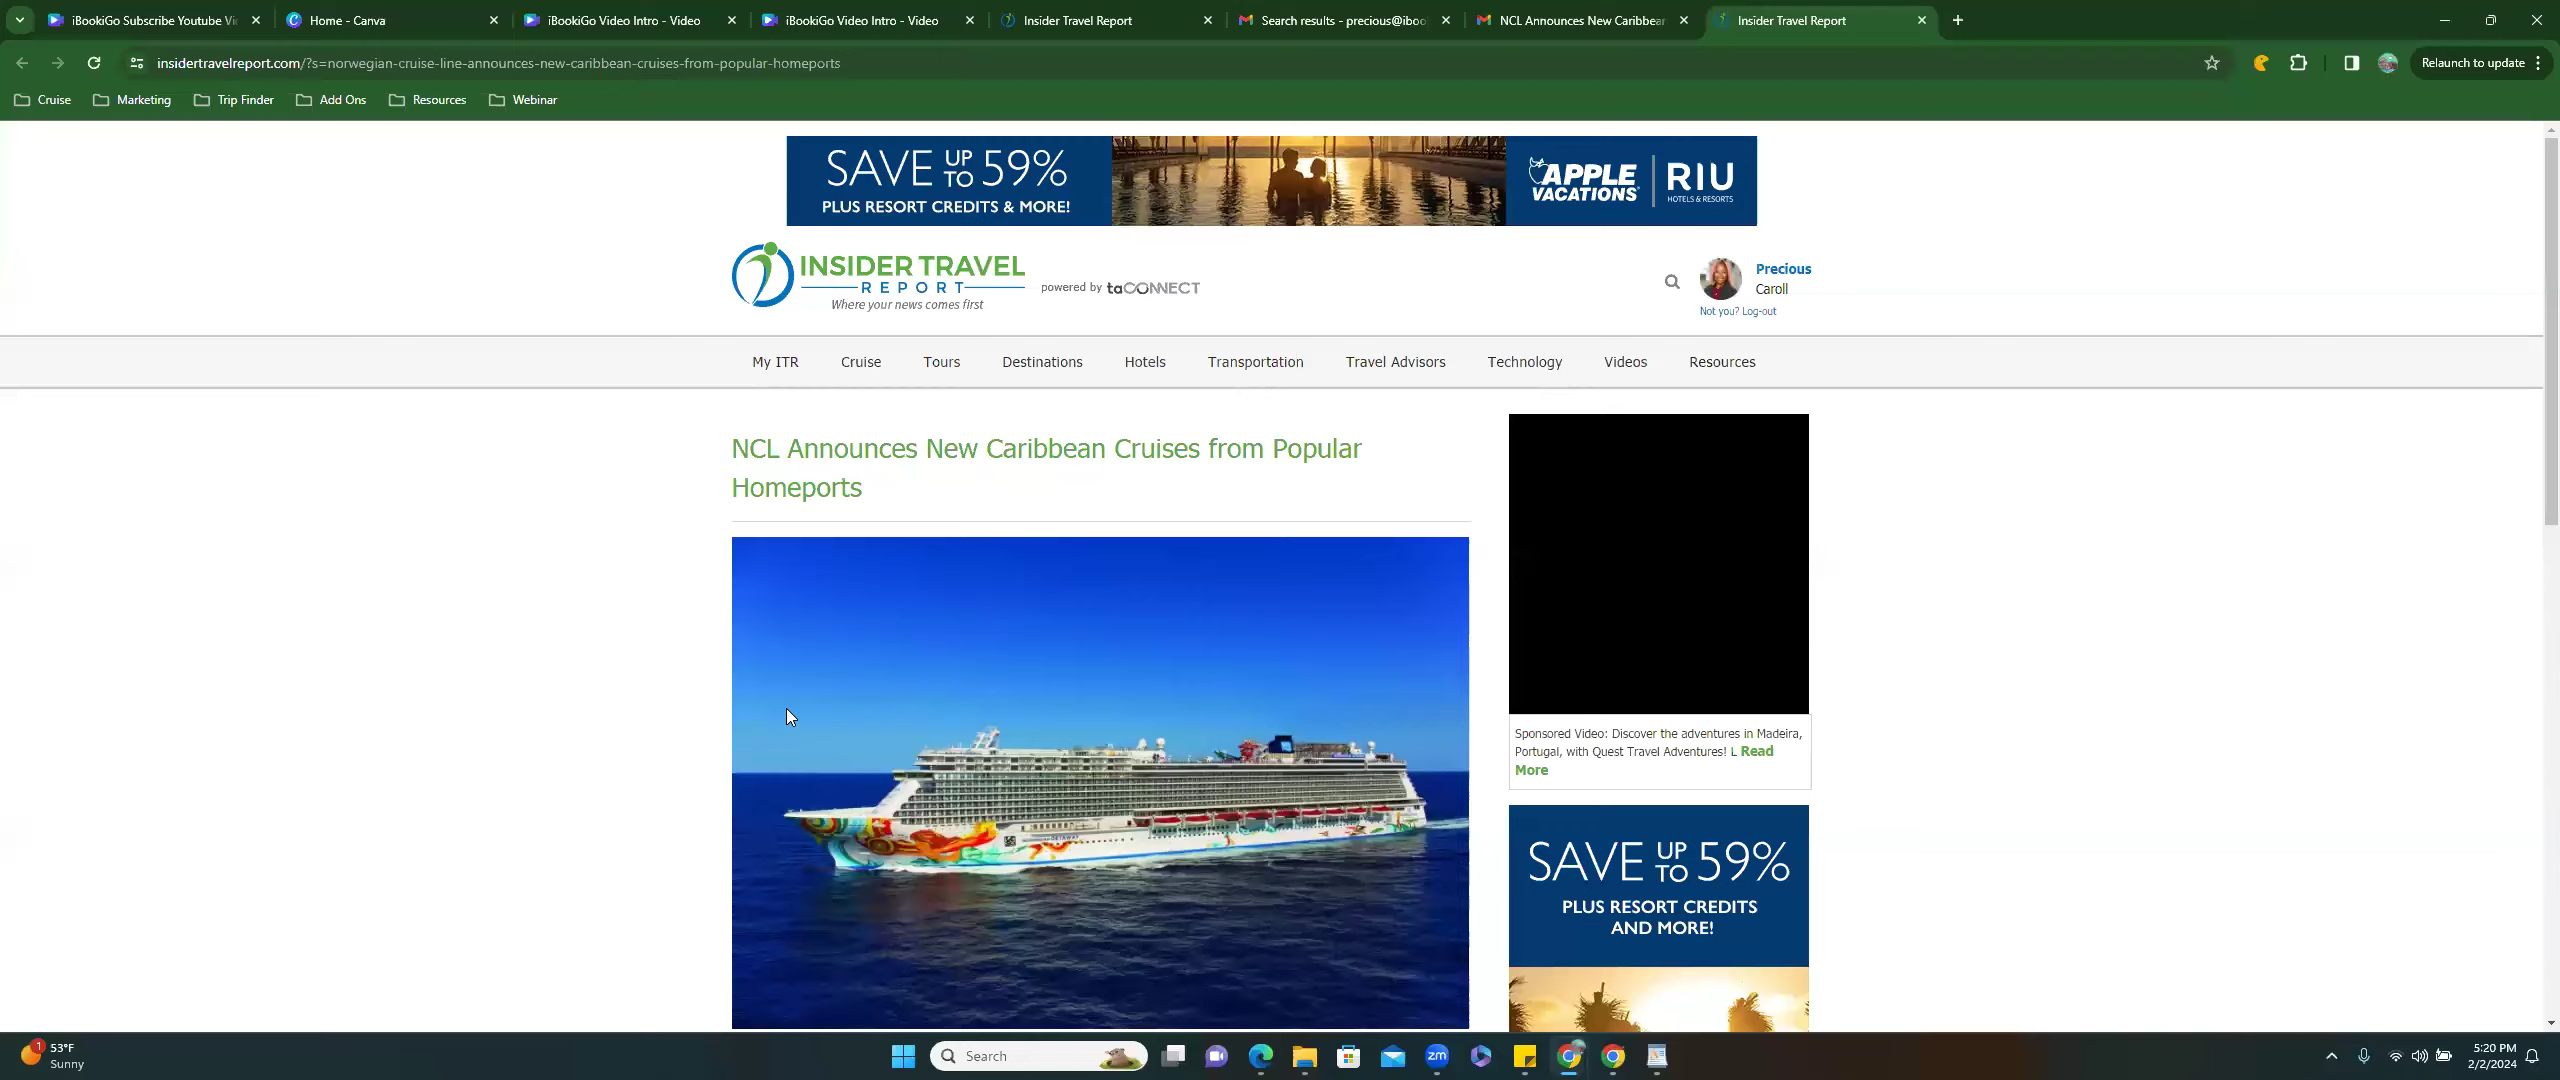 iBookiGo Subscribe Youtube Vi
Home - Canva
iBookiGo Video Intro - Video
iBookiGo Video Intro - Video
Insider Travel Report
Search results - precious@iboo
NCL Announces New Caribbean
Insider Travel Report
insidertravelreport.com/?s=norwegian-cruise-line-announces-new-caribbean-cruises-from-popular-homeports
Relaunch to update
Cruise
Marketing
Trip Finder
Add Ons
Resources
Webinar
SAVE UP TO 59%
PLUS RESORT CREDITS & MORE!
APPLE VACATIONS
RIU
HOTELS & RESORTS
INSIDER TRAVEL
REPORT
Where your news comes first
powered by taCONNECT
Precious
Caroll
Not you? Log-out
My ITR
Cruise
Tours
Destinations
Hotels
Transportation
Travel Advisors
Technology
Videos
Resources
NCL Announces New Caribbean Cruises from Popular
Homeports
Sponsored Video: Discover the adventures in Madeira,
Portugal, with Quest Travel Adventures! L Read
More
SAVE UP TO 59%
PLUS RESORT CREDITS
AND MORE!
1
53°F
Sunny
Search
zm
5:20 PM
2/2/2024